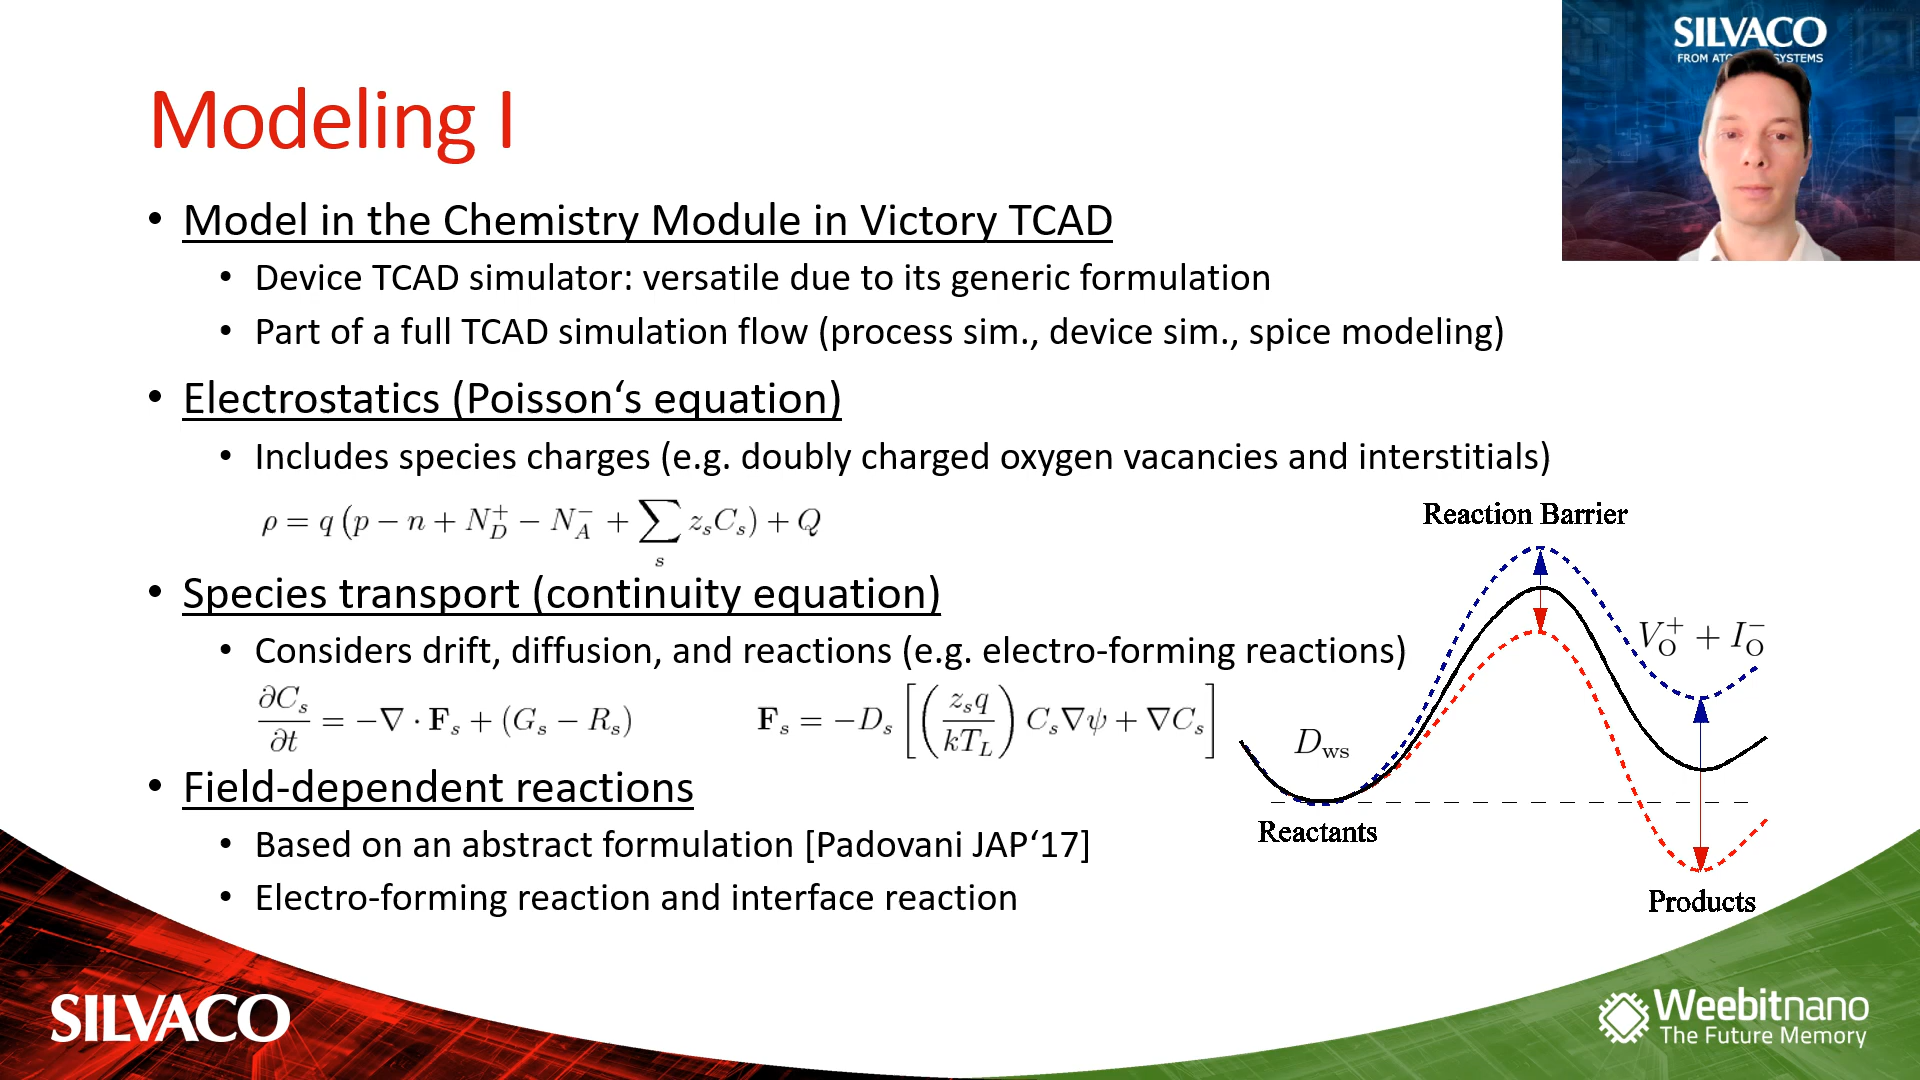 SILVACO
FROM ATO SYSTEMS
Modeling I
• Model in the Chemistry Module in Victory TCAD
• Device TCAD simulator: versatile due to its generic formulation
• Part of a full TCAD simulation flow (process sim., device sim., spice modeling)
• Electrostatics (Poisson‘s equation)
• Includes species charges (e.g. doubly charged oxygen vacancies and interstitials)
ρ = q (p − n + N_D^+ − N_A^− + ∑_s z_s C_s) + Q
• Species transport (continuity equation)
• Considers drift, diffusion, and reactions (e.g. electro-forming reactions)
∂C_s/∂t = −∇ · F_s + (G_s − R_s)
F_s = −D_s [(z_s q / kT_L) C_s ∇ψ + ∇C_s]
• Field-dependent reactions
• Based on an abstract formulation [Padovani JAP‘17]
• Electro-forming reaction and interface reaction
Reaction Barrier
V_O^+ + I_O^−
D_ws
Reactants
Products
SILVACO
Weebitnano
The Future Memory